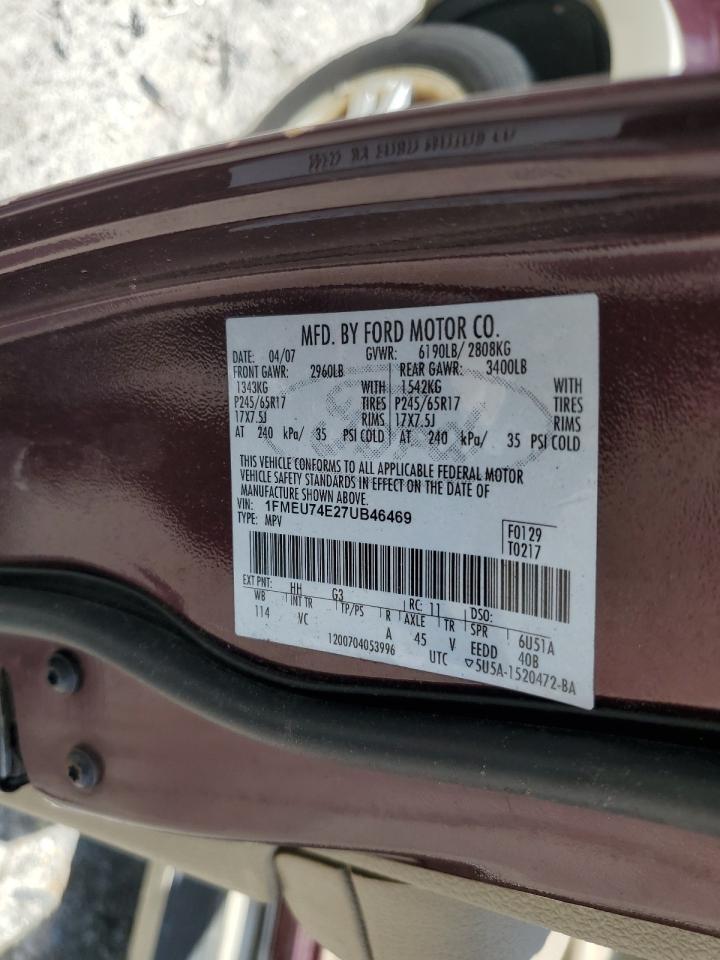 MFD. BY FORD MOTOR CO.
DATE: 04/07 GVWR: 6190LB/ 2808KG
FRONT GAWR: 2960LB REAR GAWR: 3400LB
1343KG WITH 1542KG WITH
P245/65R17 TIRES P245/65R17 TIRES
17X7.5J RIMS 17X7.5J RIMS
AT 240 kPa/ 35 PSI COLD AT 240 kPa/ 35 PSI COLD
THIS VEHICLE CONFORMS TO ALL APPLICABLE FEDERAL MOTOR
VEHICLE SAFETY STANDARDS IN EFFECT ON THE DATE OF
MANUFACTURE SHOWN ABOVE.
VIN: 1FMEU74E27UB46469
TYPE: MPV
F0129
T0217
EXT PNT: HH G3 RC: 11 DSO:
WB INT TR TP/PS R AXLE TR SPR 6U51A
114 VC A 45 V EEDD 40B
1200704053996 UTC ▽5U5A-1520472-BA